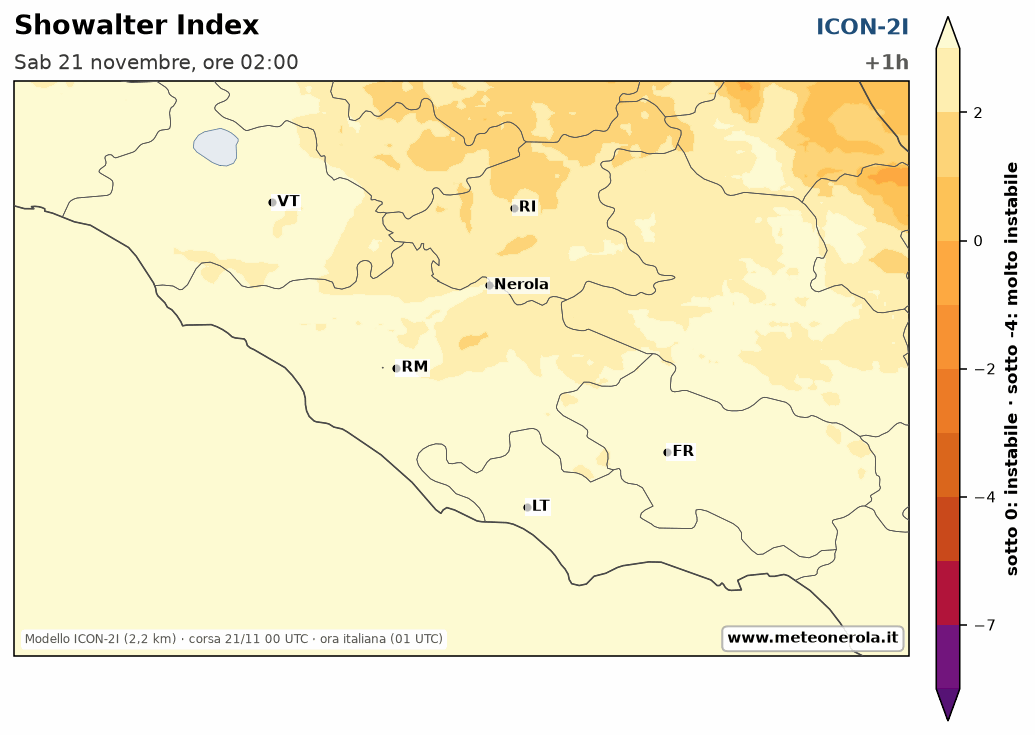 Showalter Index
ICON-2I
Sab 21 novembre, ore 02:00
+1h
VT
RI
Nerola
RM
FR
LT
Modello ICON-2I (2,2 km) · corsa 21/11 00 UTC · ora italiana (01 UTC)
www.meteonerola.it
2
0
−2
−4
−7
sotto 0: instabile · sotto -4: molto instabile